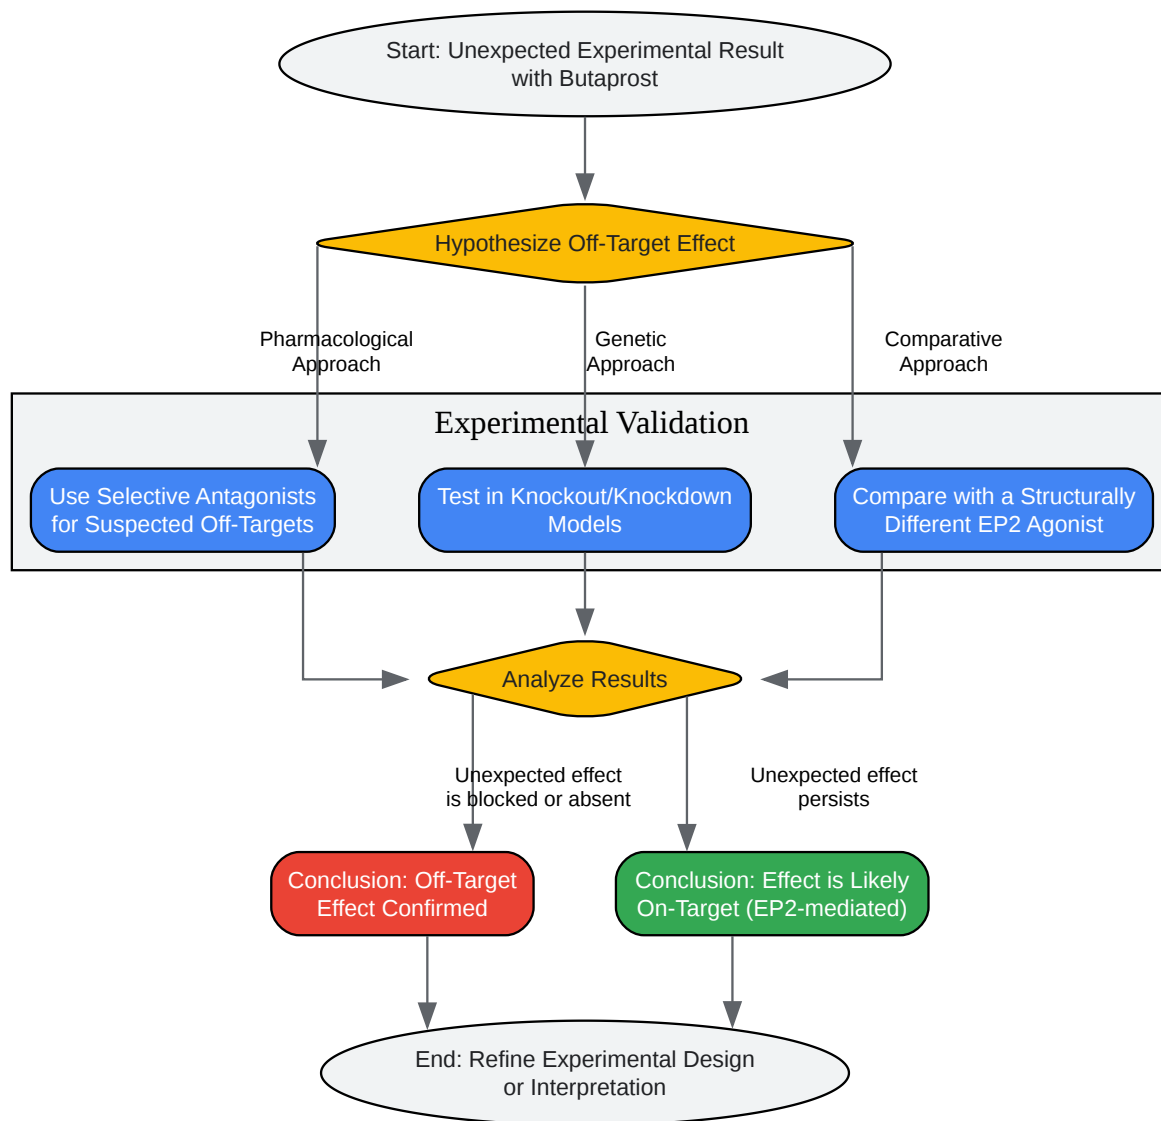 Start: Unexpected Experimental Result
with Butaprost
Hypothesize Off-Target Effect
Pharmacological
Approach
Genetic
Approach
Comparative
Approach
Experimental Validation
Use Selective Antagonists
for Suspected Off-Targets
Test in Knockout/Knockdown
Models
Compare with a Structurally
Different EP2 Agonist
Analyze Results
Unexpected effect
is blocked or absent
Unexpected effect
persists
Conclusion: Off-Target
Effect Confirmed
Conclusion: Effect is Likely
On-Target (EP2-mediated)
End: Refine Experimental Design
or Interpretation